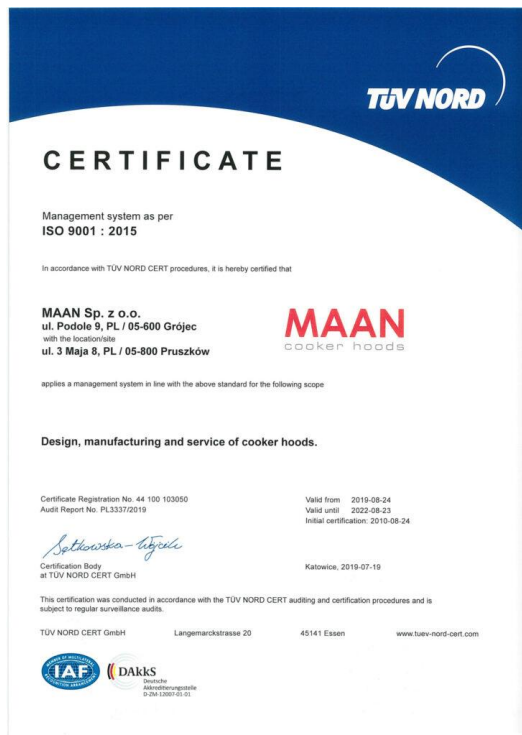 TÜV NORD
CERTIFICATE
Management system as per
ISO 9001 : 2015
In accordance with TÜV NORD CERT procedures, it is hereby certified that
MAAN Sp. z o.o.
ul. Podole 9, PL / 05-600 Grójec
with the location/site
ul. 3 Maja 8, PL / 05-800 Pruszków
MAAN
cooker hoods
applies a management system in line with the above standard for the following scope
Design, manufacturing and service of cooker hoods.
Certificate Registration No. 44 100 103050
Audit Report No. PL3337/2019
Valid from 2019-08-24
Valid until 2022-08-23
Initial certification: 2010-08-24
Certification Body
at TÜV NORD CERT GmbH
Katowice, 2019-07-19
This certification was conducted in accordance with the TÜV NORD CERT auditing and certification procedures and is
subject to regular surveillance audits.
TÜV NORD CERT GmbH Langemarckstrasse 20 45141 Essen www.tuev-nord-cert.com
MEMBER OF MULTILATERAL
IAF
RECOGNITION ARRANGEMENT
DAkkS
Deutsche
Akkreditierungsstelle
D-ZM-12007-01-01